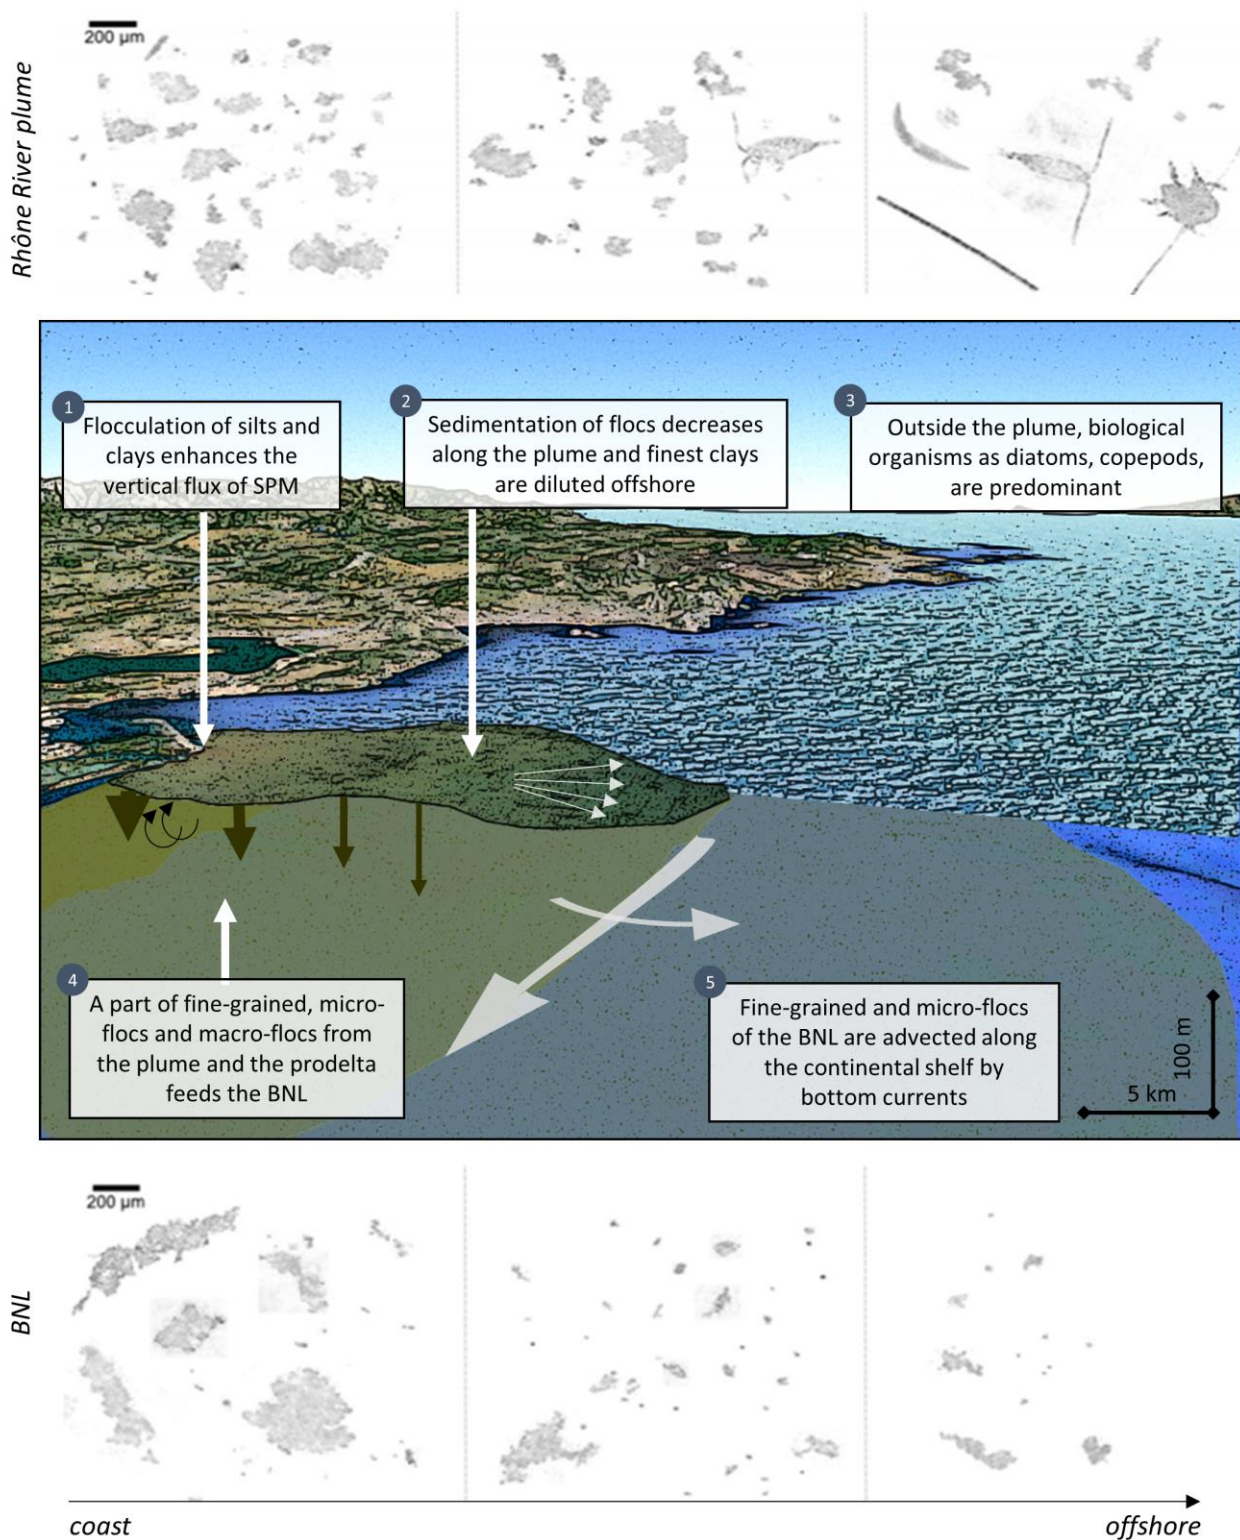 200 µm
Rhône River plume
1
Flocculation of silts and
clays enhances the
vertical flux of SPM
2
Sedimentation of flocs decreases
along the plume and finest clays
are diluted offshore
3
Outside the plume, biological
organisms as diatoms, copepods,
are predominant
4
A part of fine-grained, micro-
flocs and macro-flocs from
the plume and the prodelta
feeds the BNL
5
Fine-grained and micro-flocs
of the BNL are advected along
the continental shelf by
bottom currents
100 m
5 km
200 µm
BNL
coast
offshore